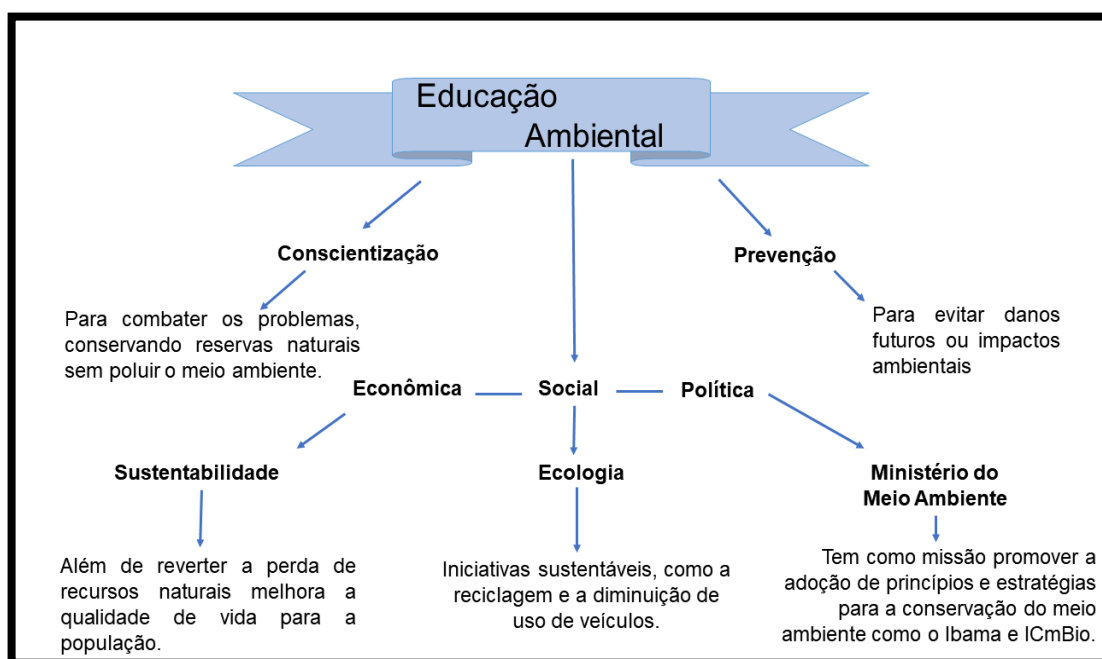 Educação
Ambiental
Conscientização
Prevenção
Para combater os problemas,
conservando reservas naturais
sem poluir o meio ambiente.
Para evitar danos
futuros ou impactos
ambientais
Econômica
Social
Política
Sustentabilidade
Ecologia
Ministério do
Meio Ambiente
Além de reverter a perda de
recursos naturais melhora a
qualidade de vida para a
população.
Iniciativas sustentáveis, como a
reciclagem e a diminuição de
uso de veículos.
Tem como missão promover a
adoção de princípios e estratégias
para a conservação do meio
ambiente como o Ibama e ICmBio.